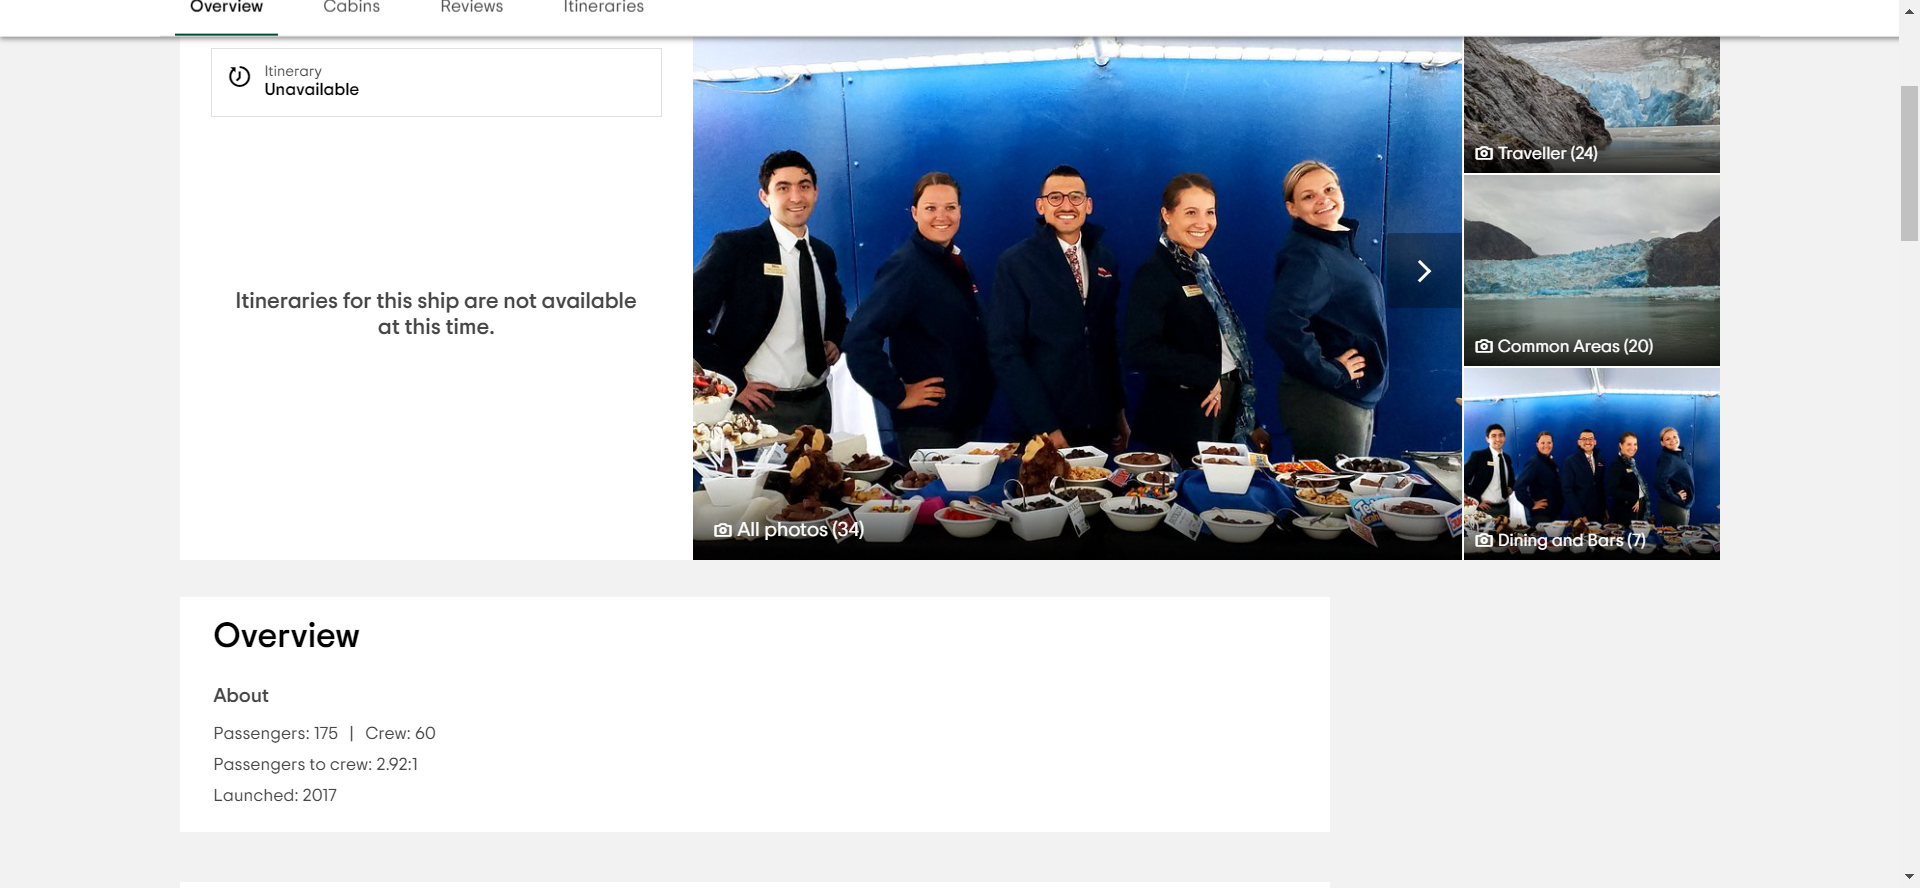 Overview
Cabins
Reviews
Itineraries
Itinerary
Unavailable
Itineraries for this ship are not available
at this time.
All photos (34)
Traveller (24)
Common Areas (20)
Dining and Bars (7)
Overview
About
Passengers: 175 | Crew: 60
Passengers to crew: 2.92:1
Launched: 2017